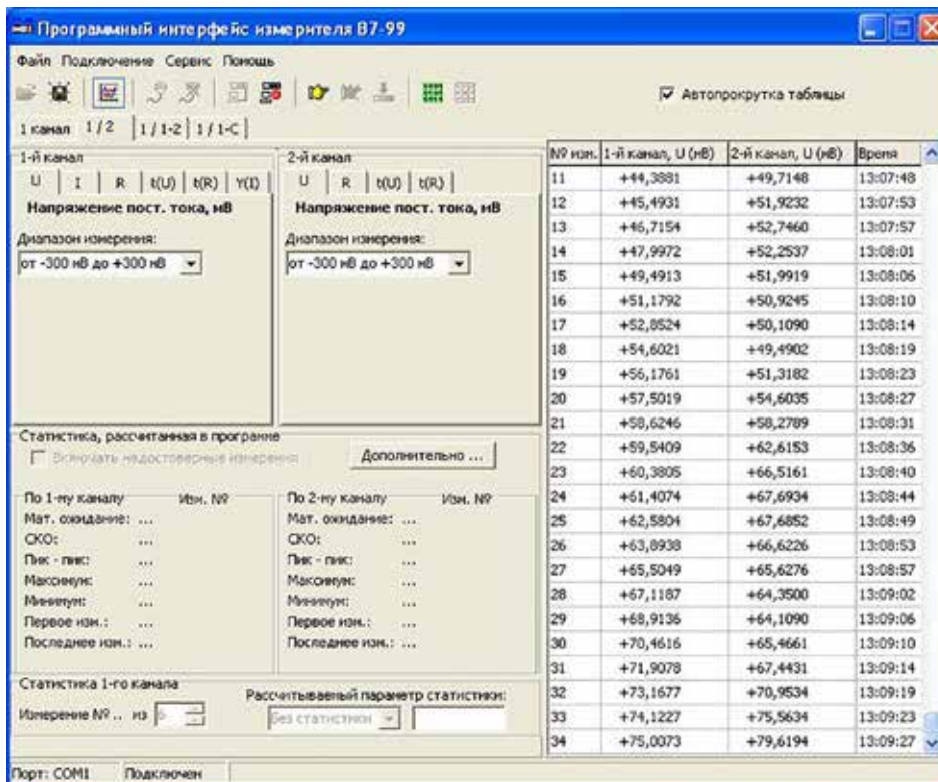 Программный интерфейс измерителя В7-99
Файл Подключение Сервис Помощь
Автопрокрутка таблицы
1 канал 1 / 2 1 / 1-2 1 / 1-С
1-й канал
U I R t(U) t(R) Y(I)
Напряжение пост. тока, мВ
Диапазон измерения:
от -300 мВ до +300 мВ
2-й канал
U R t(U) t(R)
Напряжение пост. тока, мВ
Диапазон измерения:
от -300 мВ до +300 мВ
Статистика, рассчитанная в программе
Включать недостоверные измерения
Дополнительно ...
По 1-му каналу Изм. №
Мат. ожидание: ...
СКО: ...
Пик - пик: ...
Максимум: ...
Минимум: ...
Первое изм.: ...
Последнее изм.: ...
По 2-му каналу Изм. №
Мат. ожидание: ...
СКО: ...
Пик - пик: ...
Максимум: ...
Минимум: ...
Первое изм.: ...
Последнее изм.: ...
Статистика 1-го канала
Измерение № .. из 6
Рассчитываемый параметр статистики:
Без статистики
№ изм. 1-й канал, U (мВ) 2-й канал, U (мВ) Время
11 +44,3881 +49,7148 13:07:48
12 +45,4931 +51,9232 13:07:53
13 +46,7154 +52,7460 13:07:57
14 +47,9972 +52,2537 13:08:01
15 +49,4913 +51,9919 13:08:06
16 +51,1792 +50,9245 13:08:10
17 +52,8524 +50,1090 13:08:14
18 +54,6021 +49,4902 13:08:19
19 +56,1761 +51,3182 13:08:23
20 +57,5019 +54,6035 13:08:27
21 +58,6246 +58,2789 13:08:31
22 +59,5409 +62,6153 13:08:36
23 +60,3805 +66,5161 13:08:40
24 +61,4074 +67,6934 13:08:44
25 +62,5804 +67,6852 13:08:49
26 +63,8938 +66,6226 13:08:53
27 +65,5049 +65,6276 13:08:57
28 +67,1187 +64,3500 13:09:02
29 +68,9136 +64,1090 13:09:06
30 +70,4616 +65,4661 13:09:10
31 +71,9078 +67,4431 13:09:14
32 +73,1677 +70,9534 13:09:19
33 +74,1227 +75,5634 13:09:23
34 +75,0073 +79,6194 13:09:27
Порт: COM1 Подключен